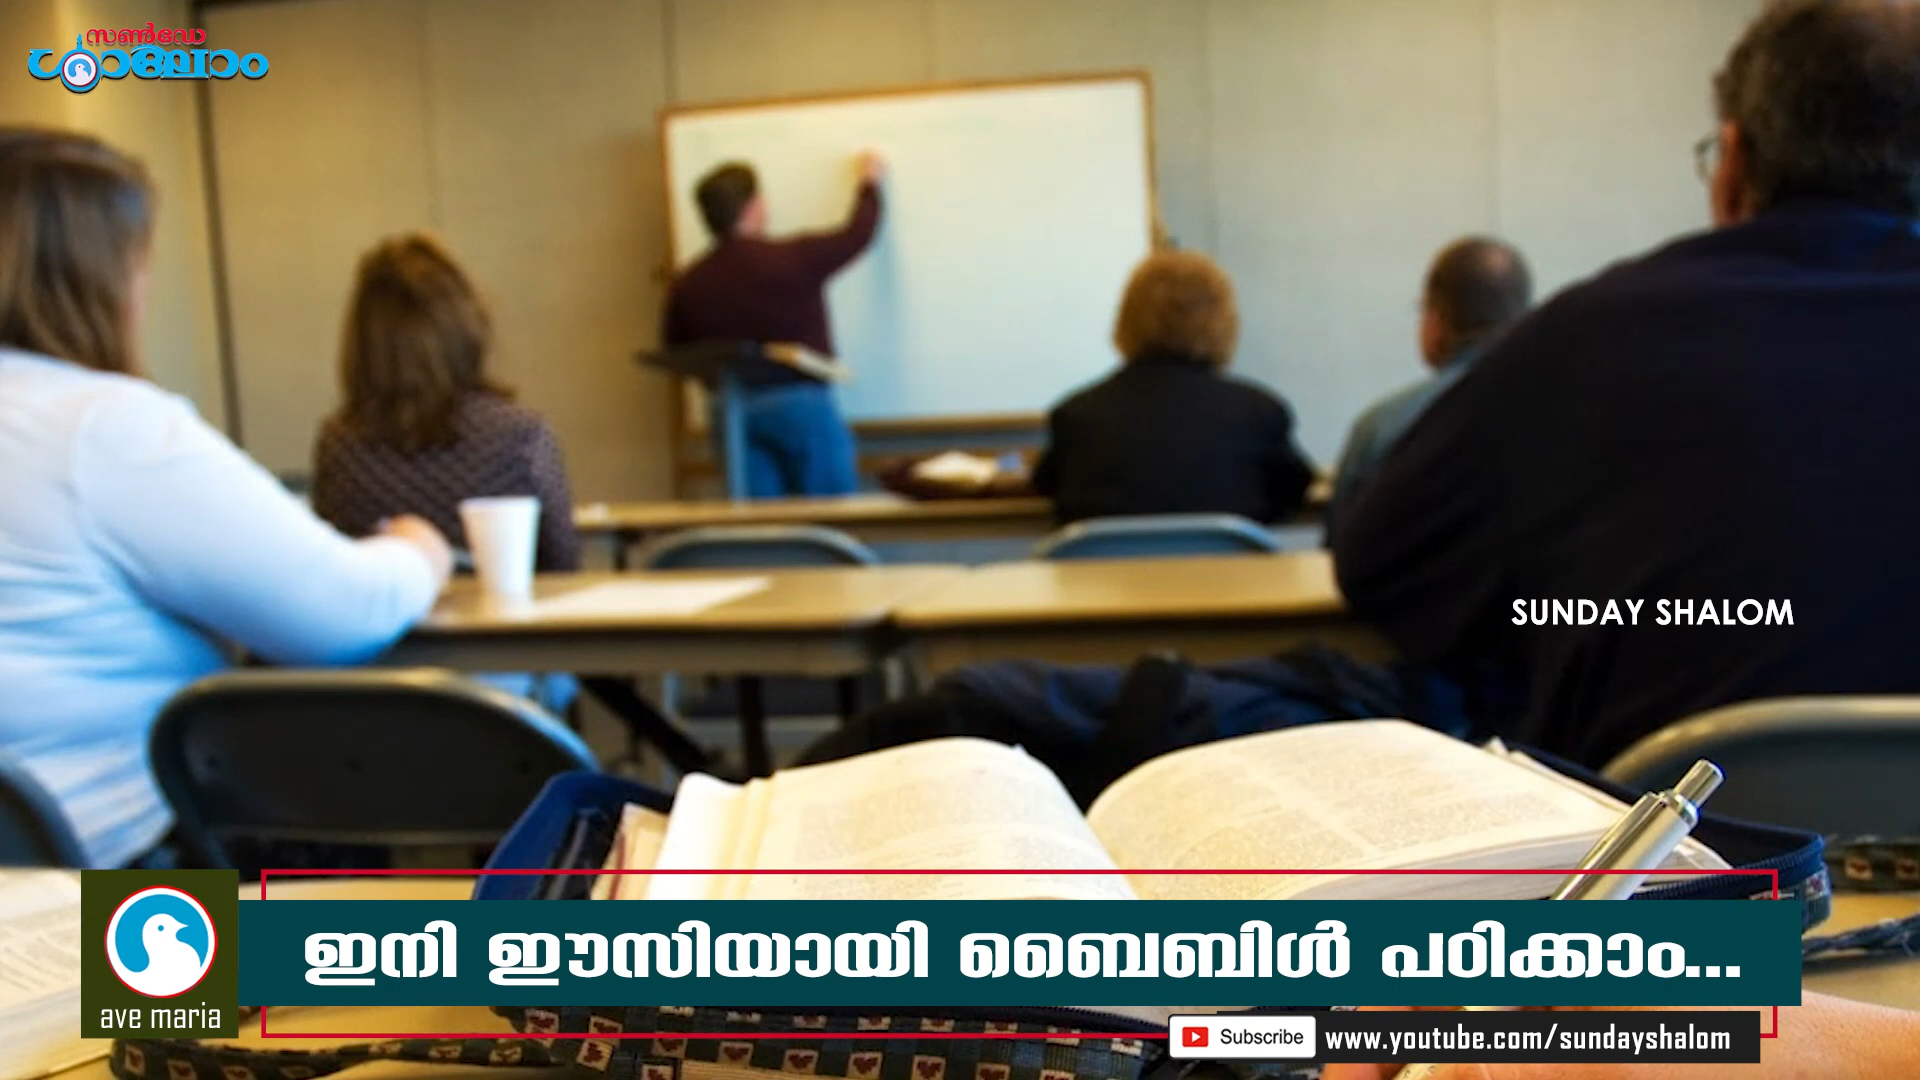 സൺഡേ
ശാലോം
SUNDAY SHALOM
ഇനി ഈസിയായി ബൈബിൾ പഠിക്കാം...
ave maria
Subscribe www.youtube.com/sundayshalom